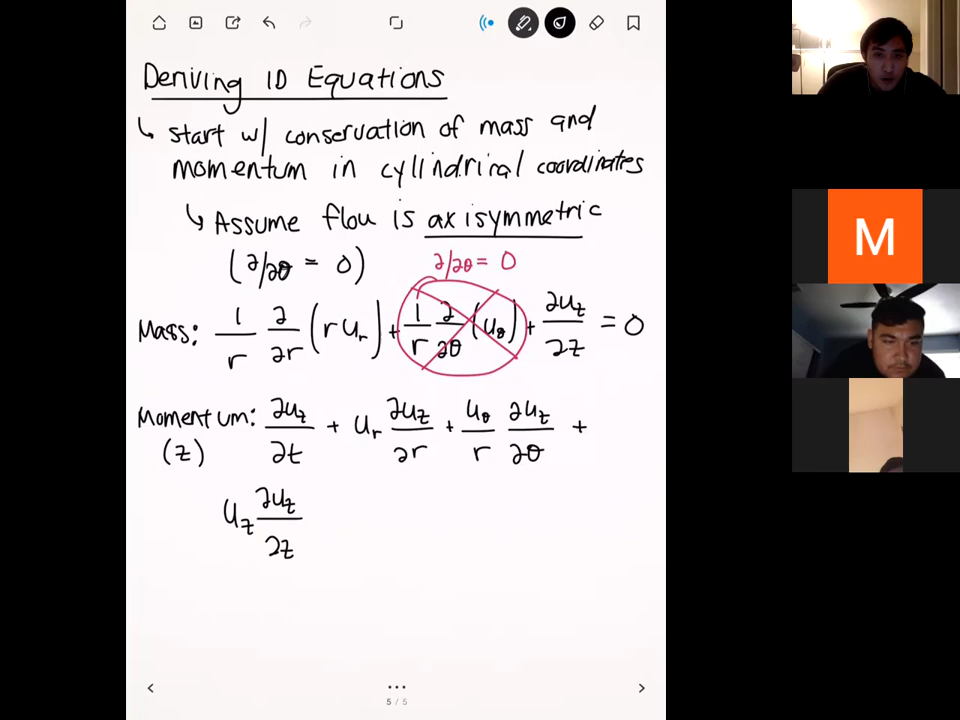 Deriving 1D Equations
↳ start w/ conservation of mass and
momentum in cylindrical coordinates
↳ Assume flow is axisymmetric
(∂/∂θ = 0) ∂/∂θ = 0
Mass: 1/r ∂/∂r (r u_r) + 1/r ∂/∂θ (u_θ) + ∂u_z/∂z = 0
Momentum: ∂u_z/∂t + u_r ∂u_z/∂r + u_θ/r ∂u_z/∂θ +
(z)
u_z ∂u_z/∂z
5 / 5
M